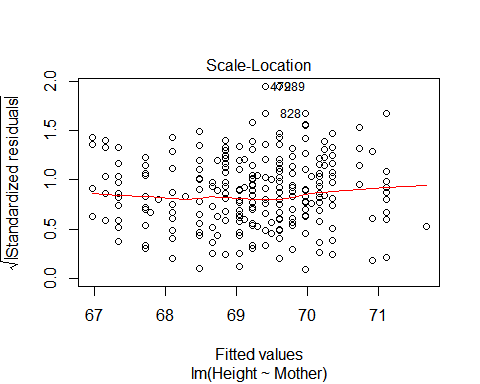 Scale-Location
√|Standardized residuals|
2.0
1.5
1.0
0.5
0.0
828
67
68
69
70
71
Fitted values
lm(Height ~ Mother)